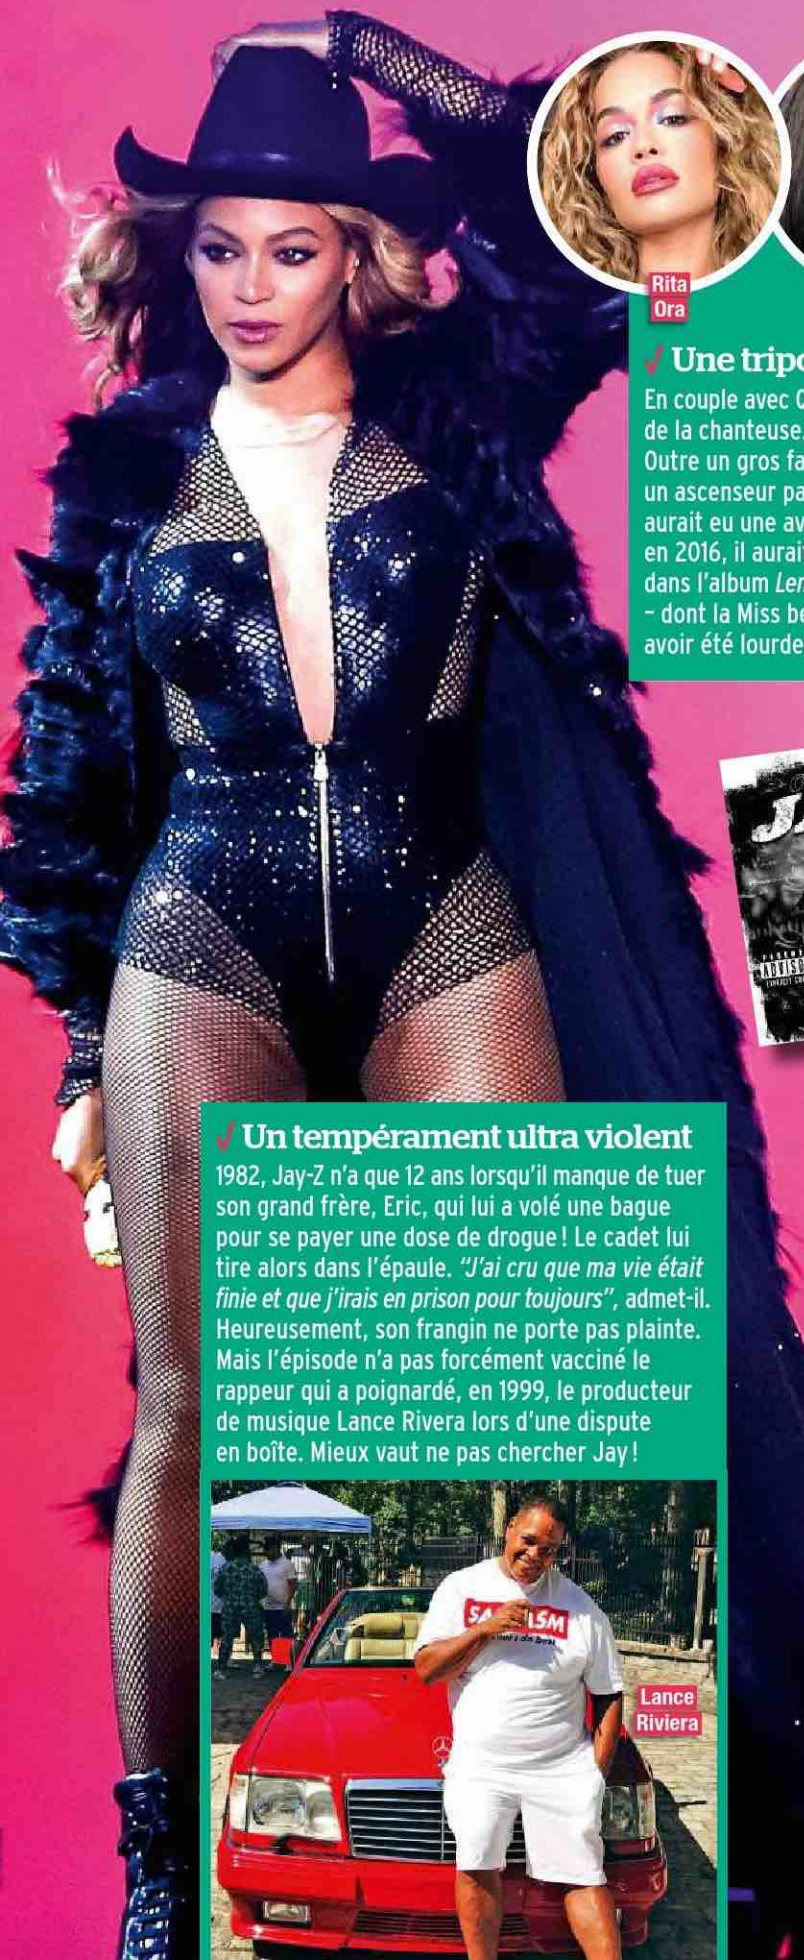 Rita
Ora
Une tripo
En couple avec
de la chanteuse
Outre un gros fa
un ascenseur pa
aurait eu une av
en 2016, il aurai
dans l'album Le
– dont la Miss be
avoir été lourde
ADVIS
Un tempérament ultra violent
1982, Jay-Z n'a que 12 ans lorsqu'il manque de tuer
son grand frère, Eric, qui lui a volé une bague
pour se payer une dose de drogue ! Le cadet lui
tire alors dans l'épaule. “J'ai cru que ma vie était
finie et que j'irais en prison pour toujours”, admet-il.
Heureusement, son frangin ne porte pas plainte.
Mais l'épisode n'a pas forcément vacciné le
rappeur qui a poignardé, en 1999, le producteur
de musique Lance Rivera lors d'une dispute
en boîte. Mieux vaut ne pas chercher Jay !
SA ASM
Lance
Riviera